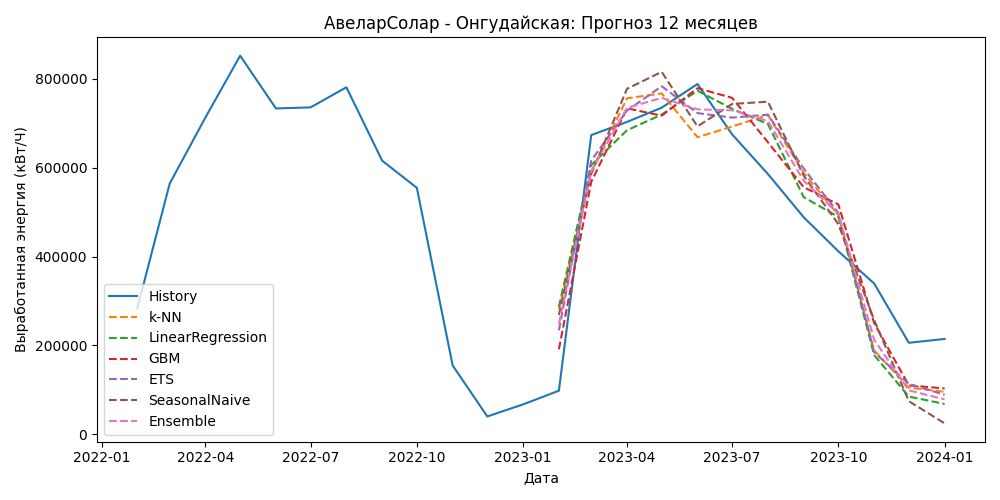 АвеларСолар - Онгудайская: Прогноз 12 месяцев
Выработанная энергия (кВт/Ч)
800000
600000
400000
200000
0
History
k-NN
LinearRegression
GBM
ETS
SeasonalNaive
Ensemble
2022-01
2022-04
2022-07
2022-10
2023-01
2023-04
2023-07
2023-10
2024-01
Дата